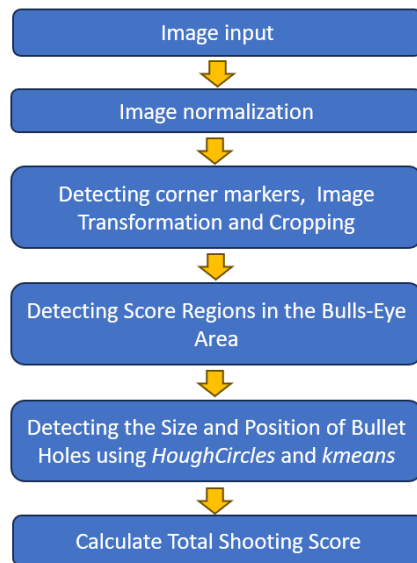 Image input
Image normalization
Detecting corner markers,  Image
Transformation and Cropping
Detecting Score Regions in the Bulls-Eye
Area
Detecting the Size and Position of Bullet
Holes using HoughCircles and kmeans
Calculate Total Shooting Score